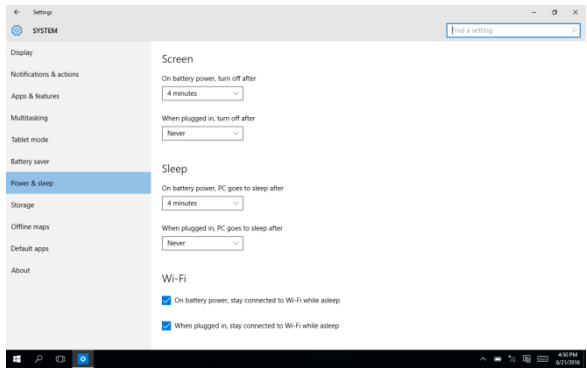 Settings
SYSTEM
Find a setting
Display
Notifications & actions
Apps & features
Multitasking
Tablet mode
Battery saver
Power & sleep
Storage
Offline maps
Default apps
About
Screen
On battery power, turn off after
4 minutes
When plugged in, turn off after
Never
Sleep
On battery power, PC goes to sleep after
4 minutes
When plugged in, PC goes to sleep after
Never
Wi-Fi
On battery power, stay connected to Wi-Fi while asleep
When plugged in, stay connected to Wi-Fi while asleep
4:50 PM
6/21/2016